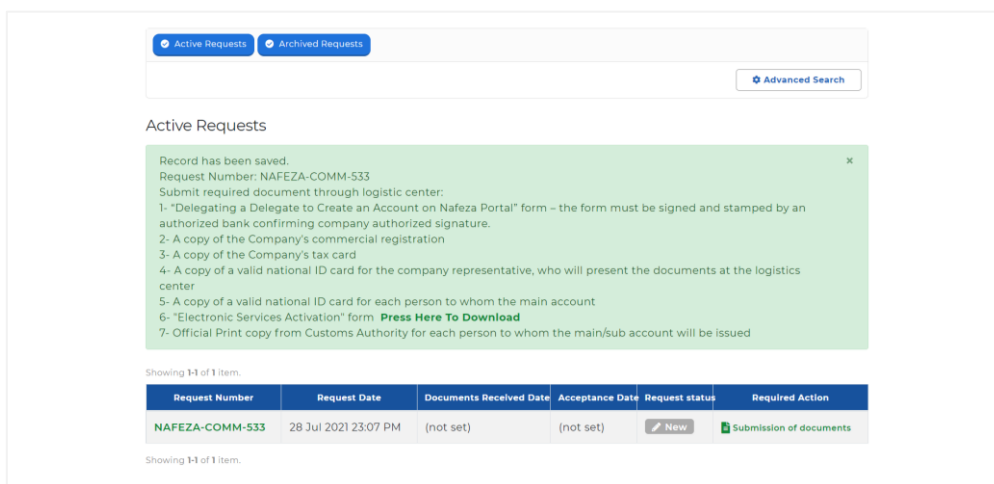 Active Requests
Archived Requests
Advanced Search
Active Requests
Record has been saved.
×
Request Number: NAFEZA-COMM-533
Submit required document through logistic center:
1- "Delegating a Delegate to Create an Account on Nafeza Portal" form – the form must be signed and stamped by an
authorized bank confirming company authorized signature.
2- A copy of the Company's commercial registration
3- A copy of the Company's tax card
4- A copy of a valid national ID card for the company representative, who will present the documents at the logistics
center
5- A copy of a valid national ID card for each person to whom the main account
6- "Electronic Services Activation" form Press Here To Download
7- Official Print copy from Customs Authority for each person to whom the main/sub account will be issued
Showing 1-1 of 1 item.
Request Number Request Date Documents Received Date Acceptance Date Request status Required Action
NAFEZA-COMM-533 28 Jul 2021 23:07 PM (not set) (not set) New Submission of documents
Showing 1-1 of 1 item.